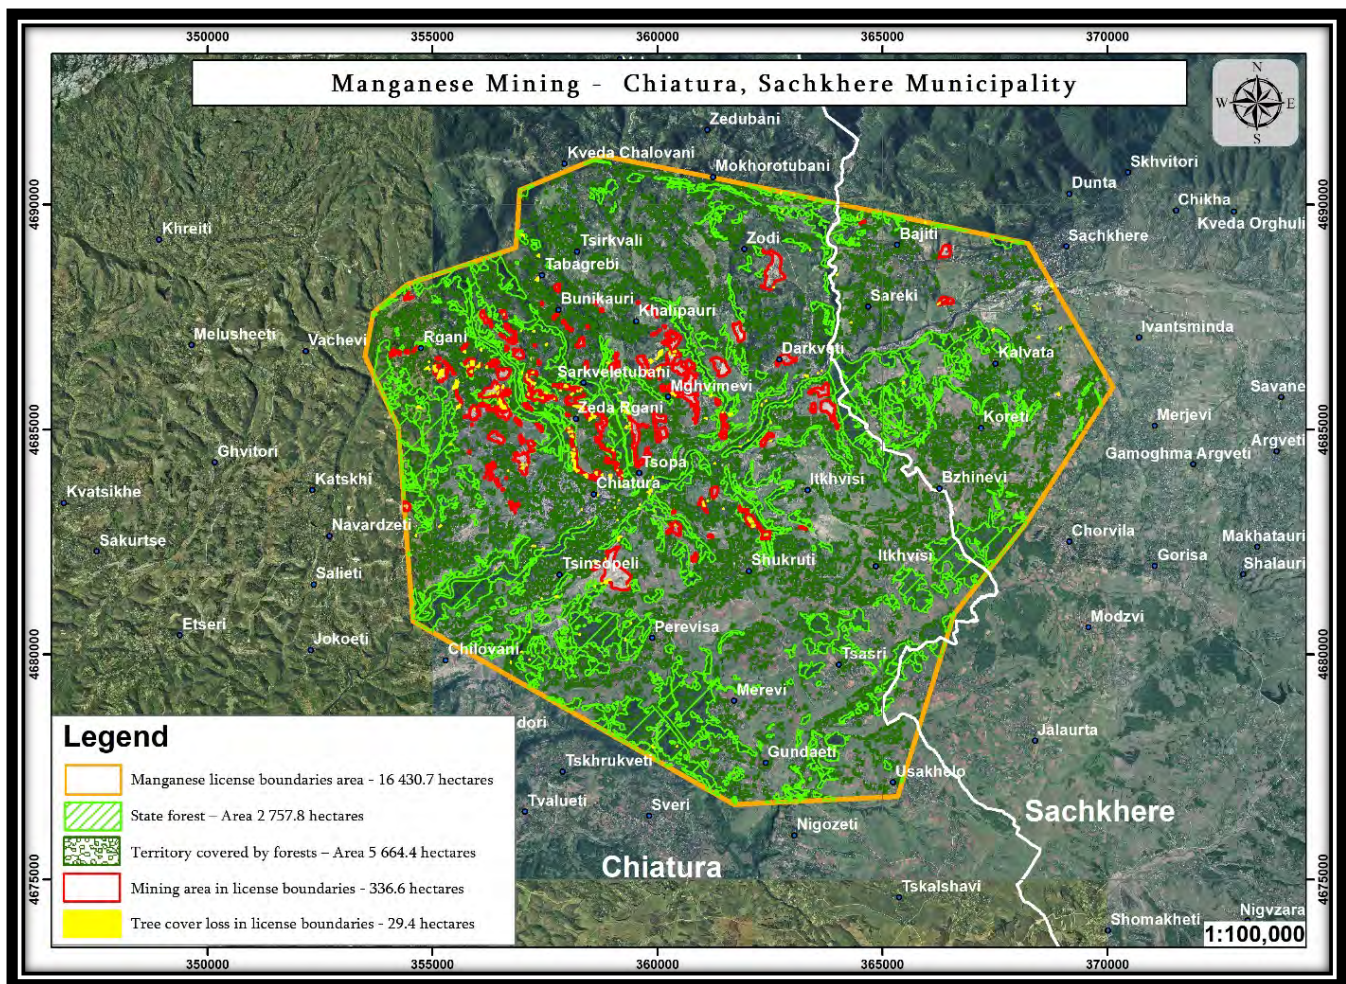 350000
355000
360000
365000
370000
Manganese Mining - Chiatura, Sachkhere Municipality
N
W
E
S
Zedubani
Kveda Chalovani
Mokhorotubani
Skhvitori
Dunta
Chikha
Kveda Orghuli
4690000
4690000
Khreiti
Tsirkvali
Zodi
Bajiti
Sachkhere
Tabagrebi
Bunikauri
Khalipauri
Sareki
Ivantsminda
Melusheeti
Vachevi
Rgani
Darkveti
Kalvata
Sarkveletubani
Mghvimevi
Savane
Zeda Rgani
Koreti
Merjevi
4685000
4685000
Argveti
Ghvitori
Gamoghma Argveti
Tsopa
Katskhi
Chiatura
Itkhvisi
Bzhinevi
Kvatsikhe
Navardzeti
Chorvila
Makhatauri
Sakurtse
Tsinsopeli
Shukruti
Itkhvisi
Gorisa
Shalauri
Salieti
Etseri
Perevisa
Modzvi
Jokoeti
Chilovani
Tsasri
4680000
4680000
Merevi
dori
Jalaurta
Tskhrukveti
Gundaeti
Usakhelo
Tvalueti
Sveri
Nigozeti
Sachkhere
Chiatura
4675000
4675000
Tskalshavi
Nigvzara
Shomakheti
1:100,000
Legend
Manganese license boundaries area - 16 430.7 hectares
State forest – Area 2 757.8 hectares
Territory covered by forests – Area 5 664.4 hectares
Mining area in license boundaries - 336.6 hectares
Tree cover loss in license boundaries - 29.4 hectares
350000
355000
360000
365000
370000